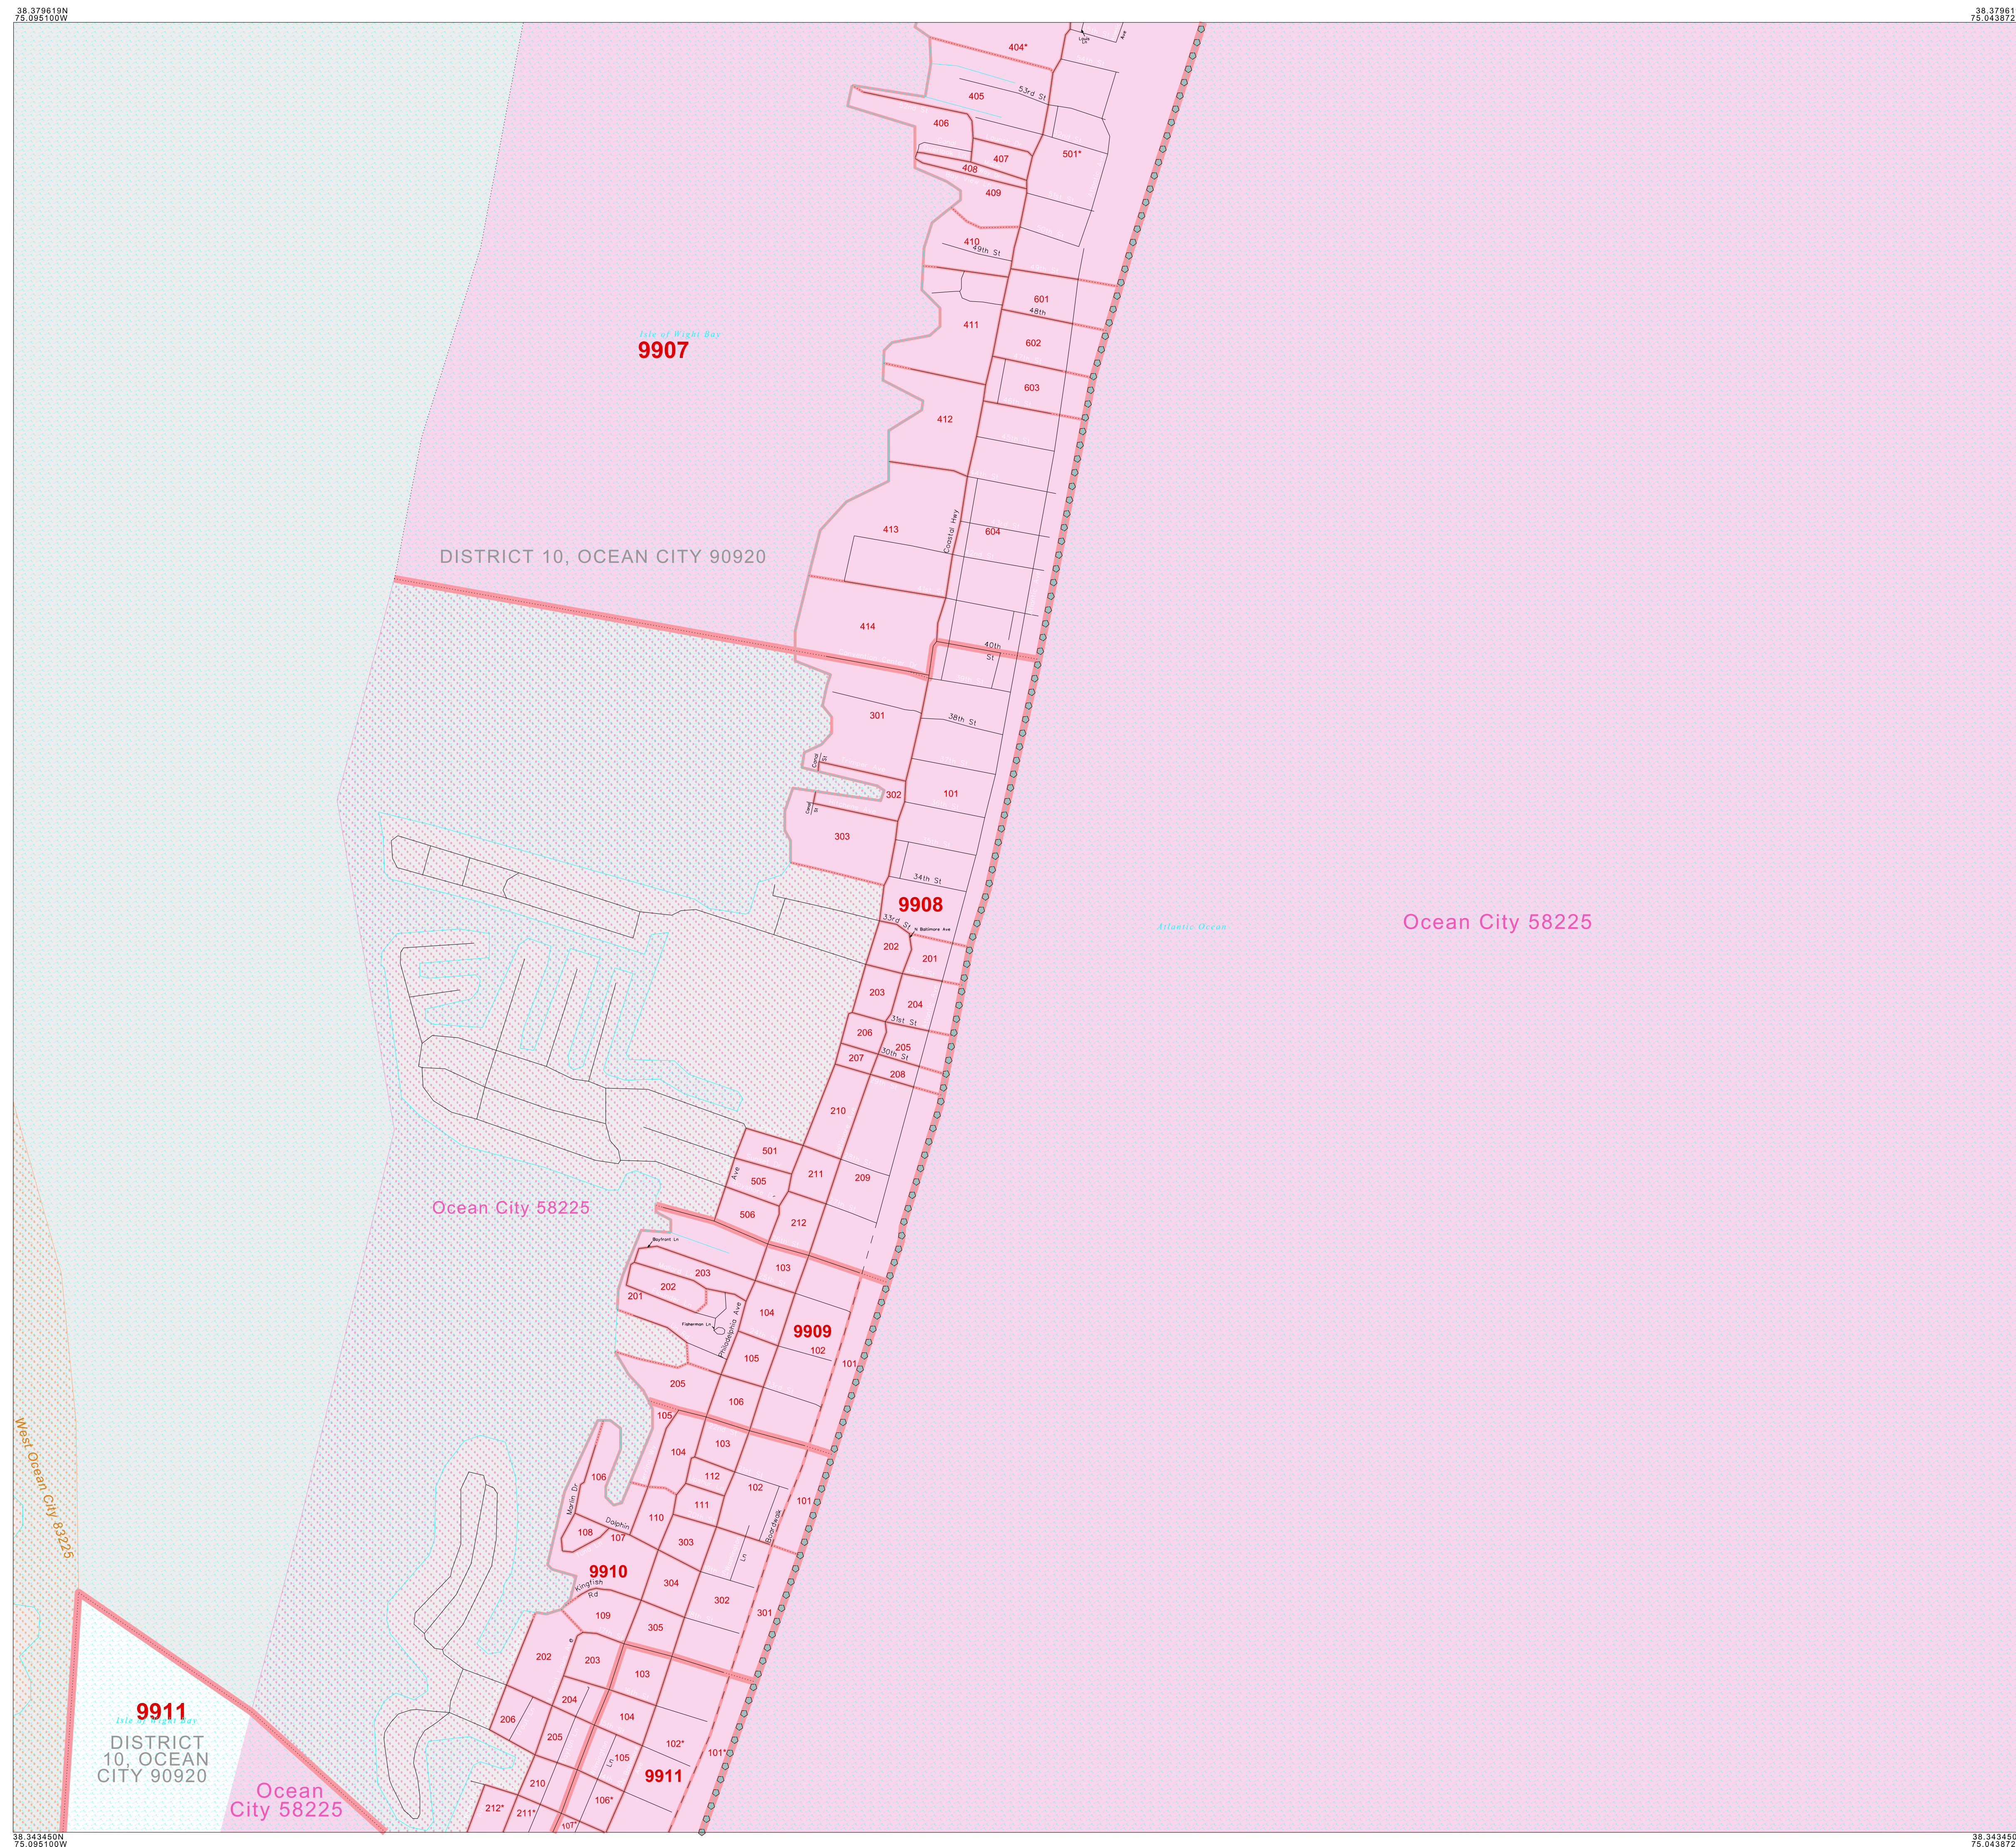 38.379619N
75.095100W
38.37961
75.043872
404*
Louis
Ln
Ave
405
53rd St
406
407
501*
408
409
410
49th St
601
411
48th
602
Isle of Wight Bay
9907
603
412
413
Coastal Hwy
604
DISTRICT 10, OCEAN CITY 90920
414
40th
St
301
38th St
Canal
St
302
101
Canal
St
303
34th St
9908
33rd St
N Baltimore Ave
Atlantic Ocean
Ocean City 58225
202
201
203
204
31st St
206
205
30th St
207
208
210
501
Ave
211
209
505
Ocean City 58225
506
212
Bayfront Ln
203
103
202
201
104
Fisherman Ln
Philadelphia Ave
9909
102
105
101
205
106
105
103
104
112
106
102
West Ocean City 83225
Marlin Dr
111
101
110
Dolphin
108
107
303
Boardwalk
Ln
9910
304
Kingfish
Rd
302
109
301
305
202
203
103
204
9911
206
104
Isle of Wight Bay
205
102*
101*
DISTRICT
10, OCEAN
CITY 90920
Ln
105
210
9911
Ocean
City 58225
106*
212*
211*
107*
38.343450N
75.095100W
38.343450
75.043872